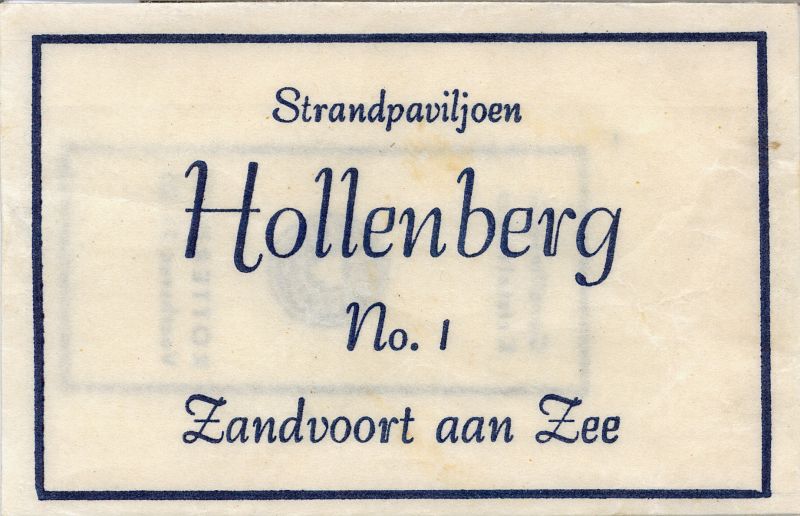 Strandpaviljoen
Hollenberg
No. 1
Zandvoort aan Zee